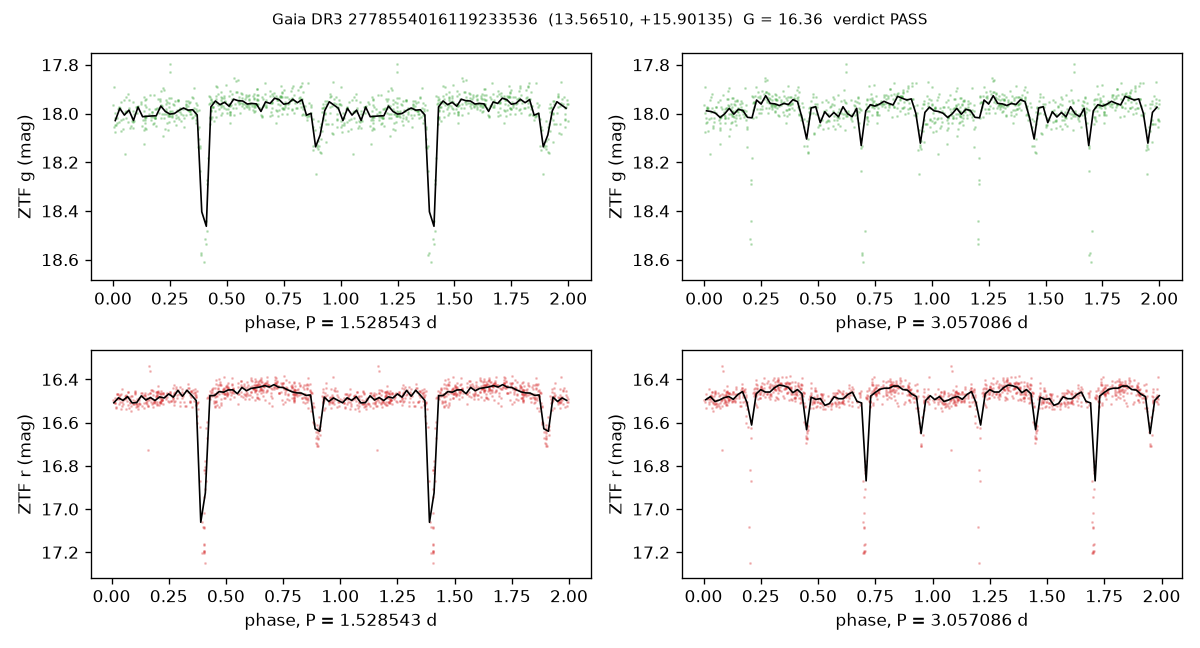 Gaia DR3 2778554016119233536  (13.56510, +15.90135)  G = 16.36  verdict PASS
ZTF g (mag)
17.8
18.0
18.2
18.4
18.6
0.00 0.25 0.50 0.75 1.00 1.25 1.50 1.75 2.00
phase, P = 1.528543 d
ZTF g (mag)
17.8
18.0
18.2
18.4
18.6
0.00 0.25 0.50 0.75 1.00 1.25 1.50 1.75 2.00
phase, P = 3.057086 d
ZTF r (mag)
16.4
16.6
16.8
17.0
17.2
0.00 0.25 0.50 0.75 1.00 1.25 1.50 1.75 2.00
phase, P = 1.528543 d
ZTF r (mag)
16.4
16.6
16.8
17.0
17.2
0.00 0.25 0.50 0.75 1.00 1.25 1.50 1.75 2.00
phase, P = 3.057086 d